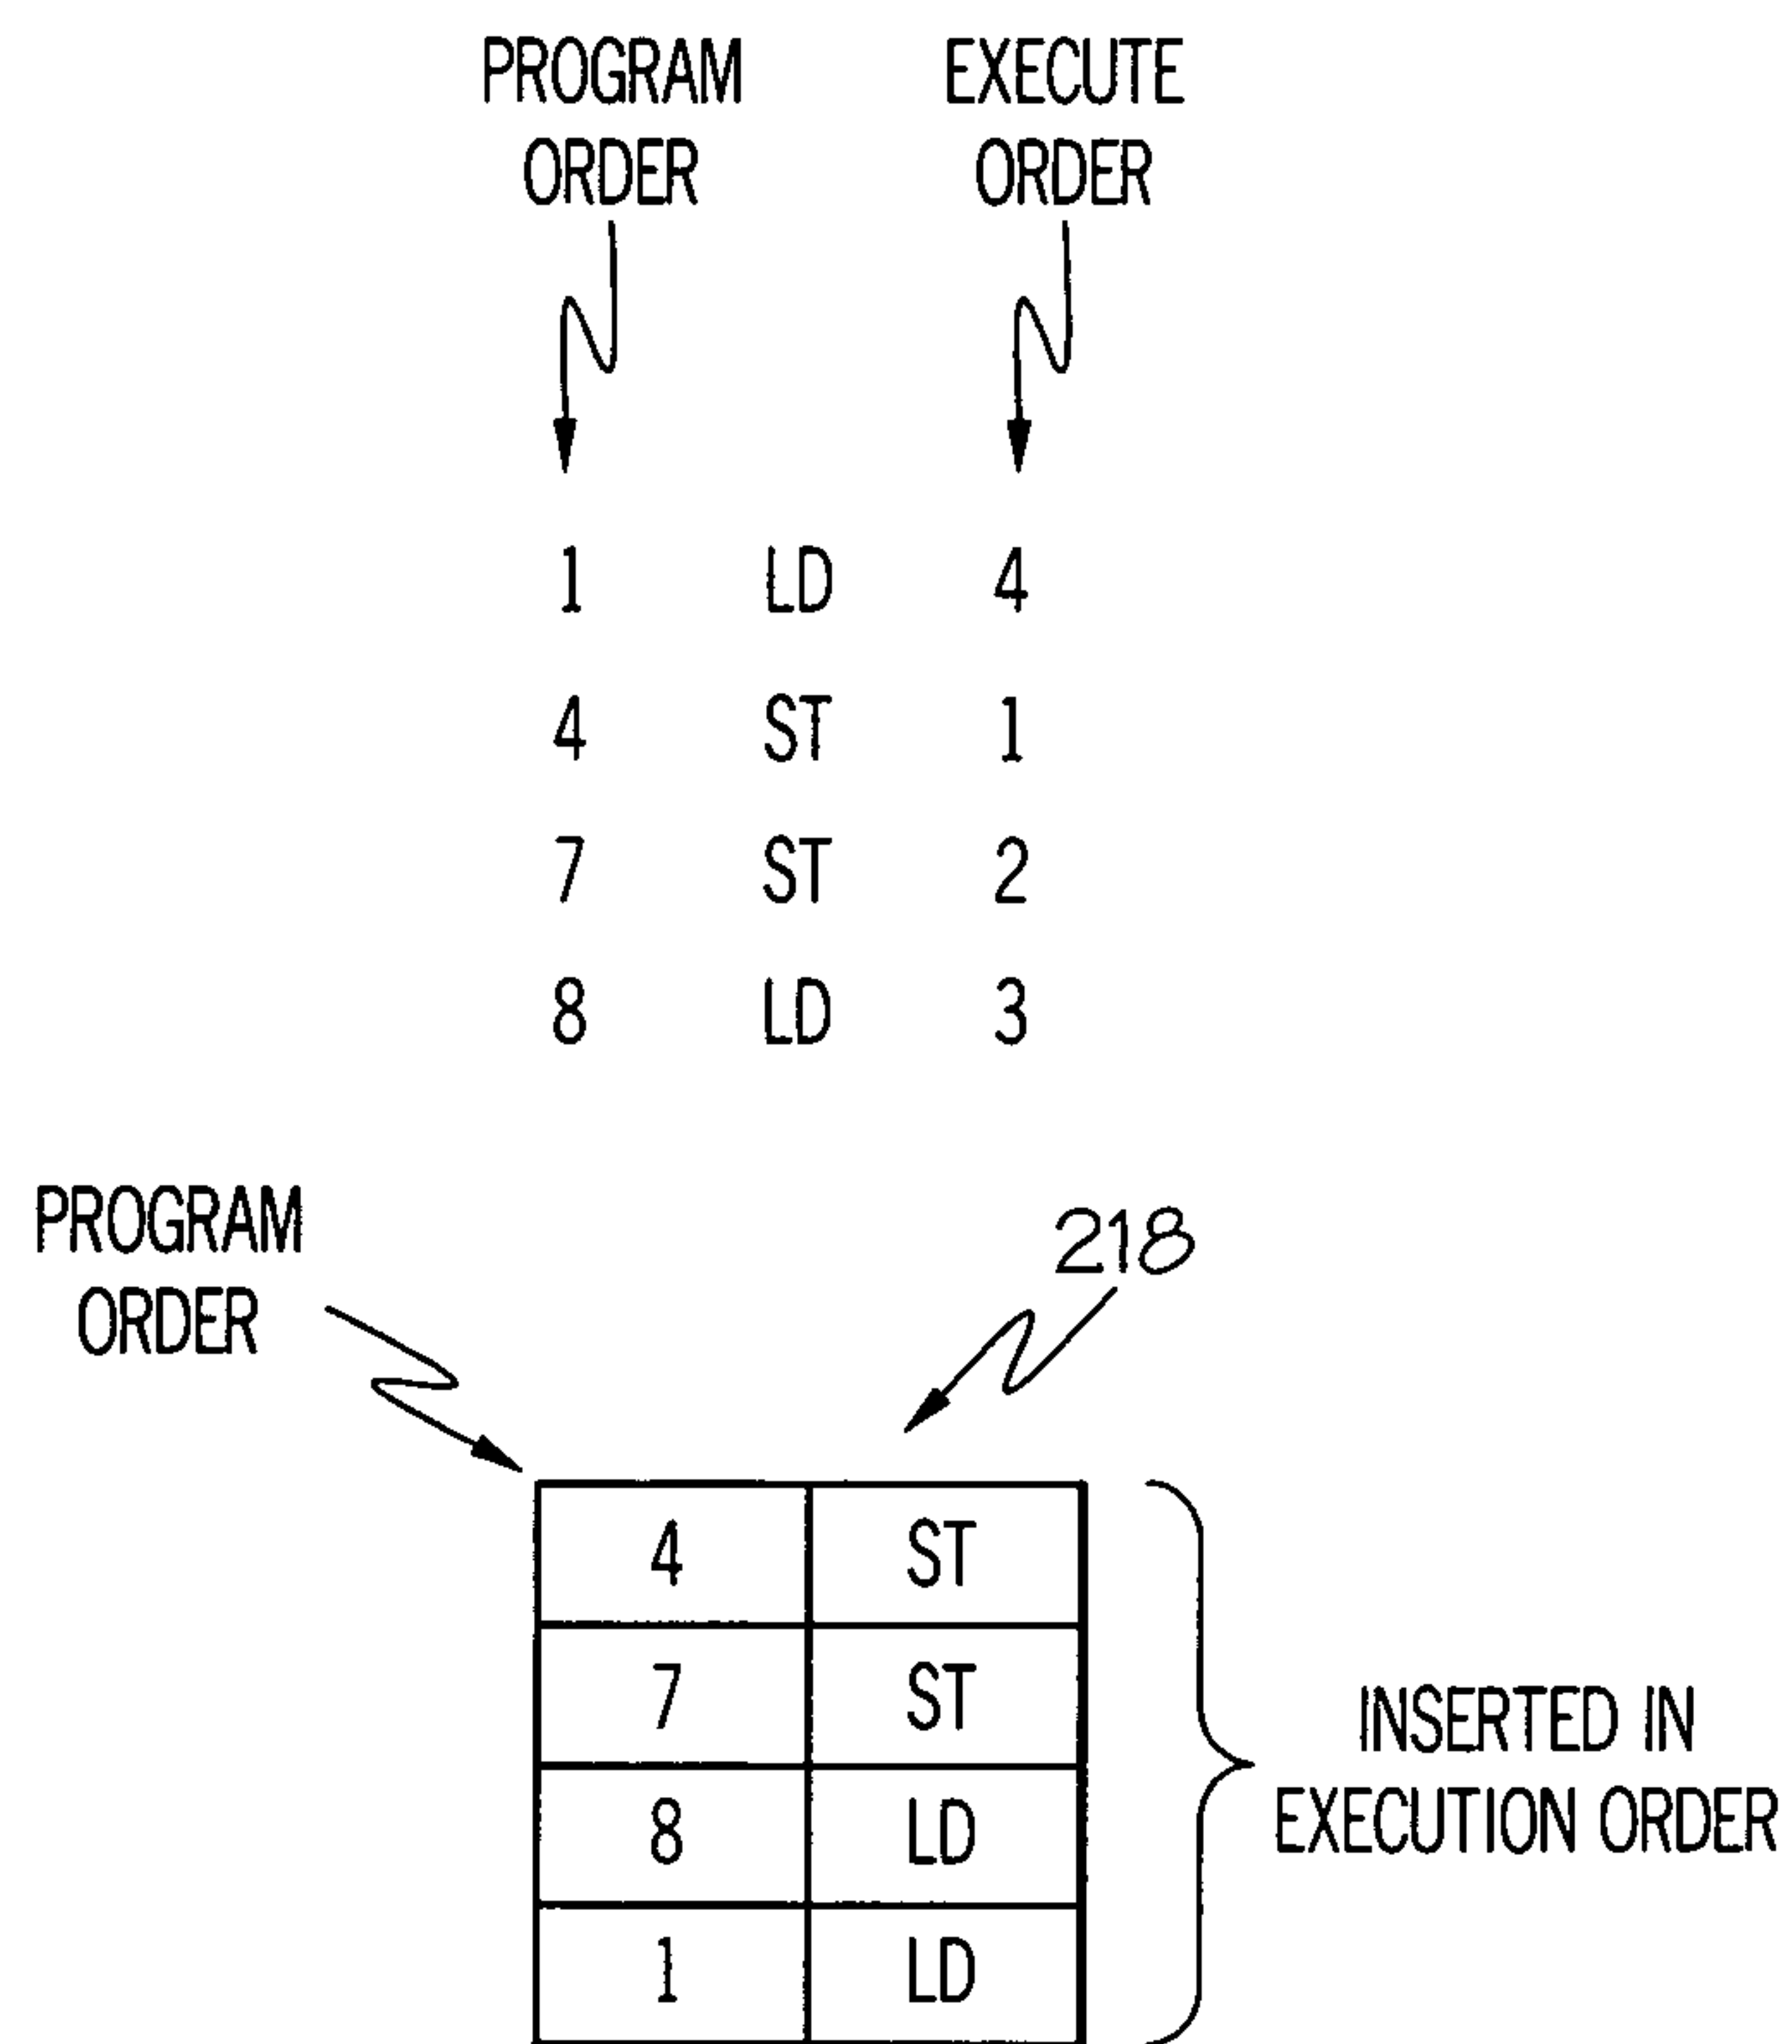 PROGRAM ORDER EXECUTE ORDER
1 LD 4
4 ST 1
7 ST 2
8 LD 3
PROGRAM
ORDER
218
4 ST
7 ST
8 LD
1 LD
INSERTED IN
EXECUTION ORDER